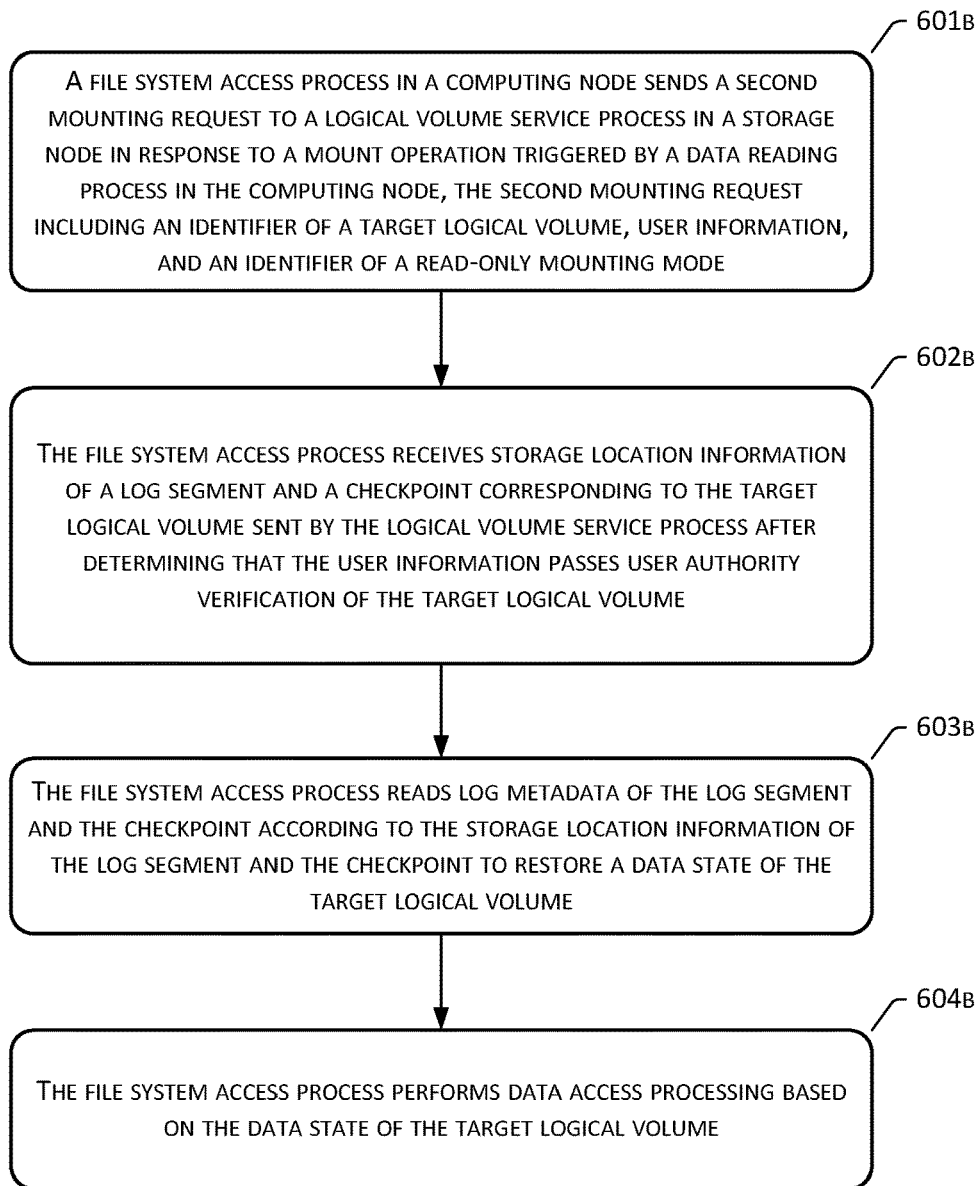 601B
A FILE SYSTEM ACCESS PROCESS IN A COMPUTING NODE SENDS A SECOND
MOUNTING REQUEST TO A LOGICAL VOLUME SERVICE PROCESS IN A STORAGE
NODE IN RESPONSE TO A MOUNT OPERATION TRIGGERED BY A DATA READING
PROCESS IN THE COMPUTING NODE, THE SECOND MOUNTING REQUEST
INCLUDING AN IDENTIFIER OF A TARGET LOGICAL VOLUME, USER INFORMATION,
AND AN IDENTIFIER OF A READ-ONLY MOUNTING MODE
602B
THE FILE SYSTEM ACCESS PROCESS RECEIVES STORAGE LOCATION INFORMATION
OF A LOG SEGMENT AND A CHECKPOINT CORRESPONDING TO THE TARGET
LOGICAL VOLUME SENT BY THE LOGICAL VOLUME SERVICE PROCESS AFTER
DETERMINING THAT THE USER INFORMATION PASSES USER AUTHORITY
VERIFICATION OF THE TARGET LOGICAL VOLUME
603B
THE FILE SYSTEM ACCESS PROCESS READS LOG METADATA OF THE LOG SEGMENT
AND THE CHECKPOINT ACCORDING TO THE STORAGE LOCATION INFORMATION OF
THE LOG SEGMENT AND THE CHECKPOINT TO RESTORE A DATA STATE OF THE
TARGET LOGICAL VOLUME
604B
THE FILE SYSTEM ACCESS PROCESS PERFORMS DATA ACCESS PROCESSING BASED
ON THE DATA STATE OF THE TARGET LOGICAL VOLUME